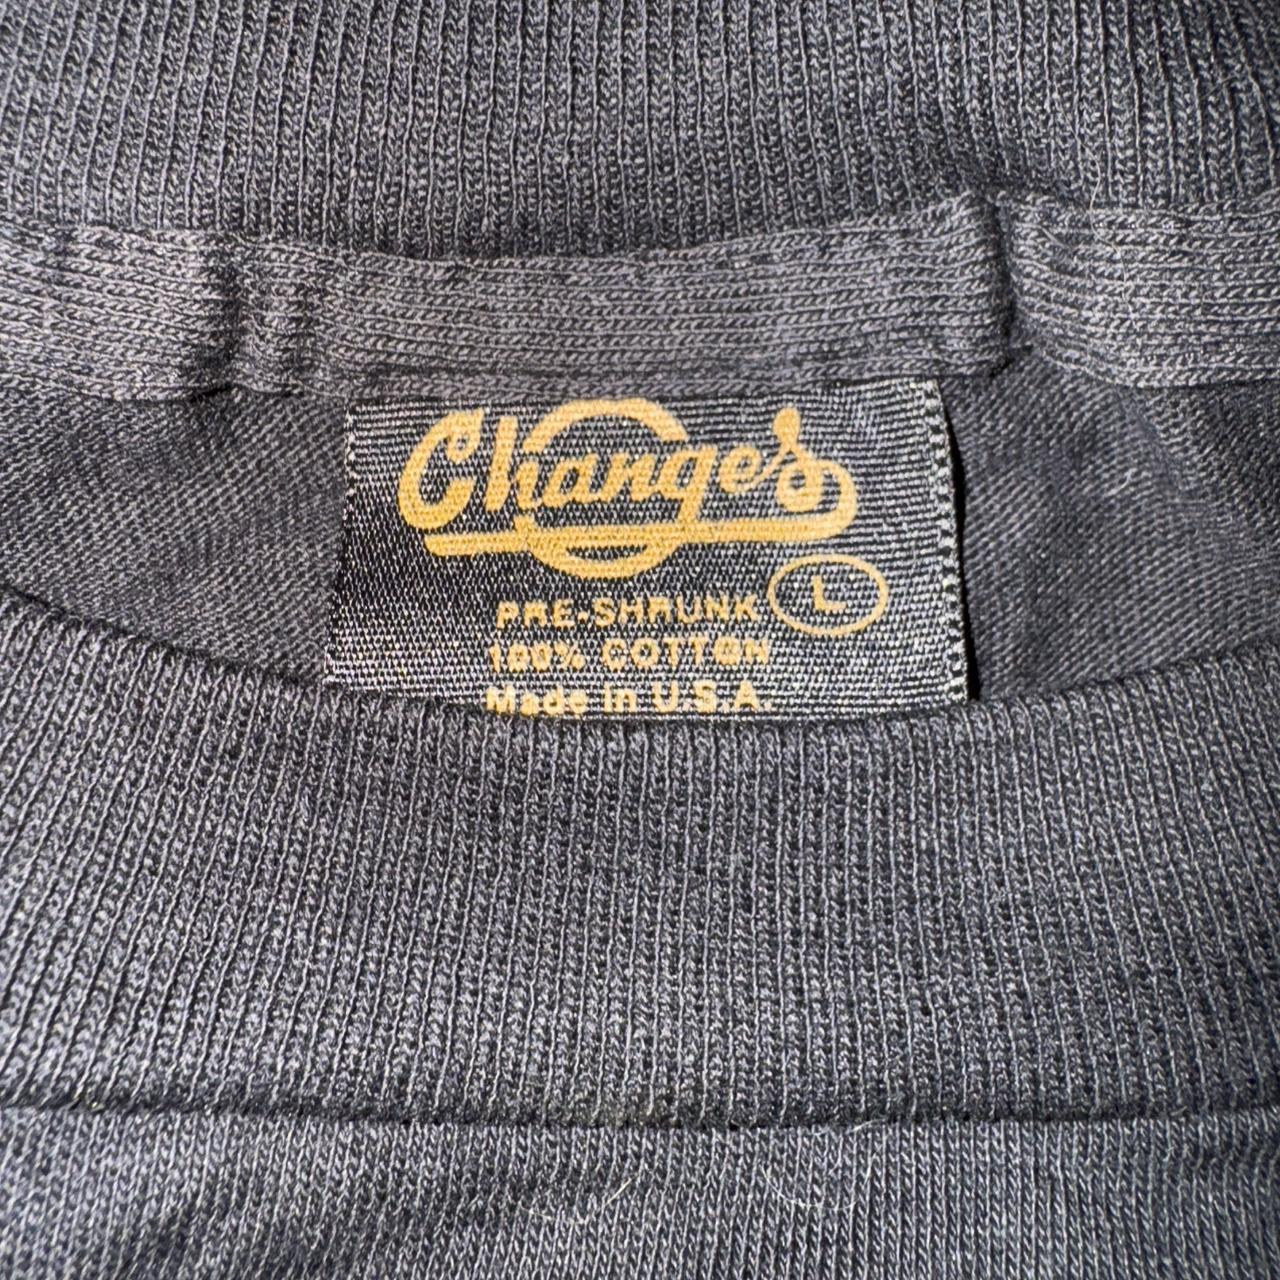 Changes
L
PRE-SHRUNK
100% COTTON
Made in U.S.A.